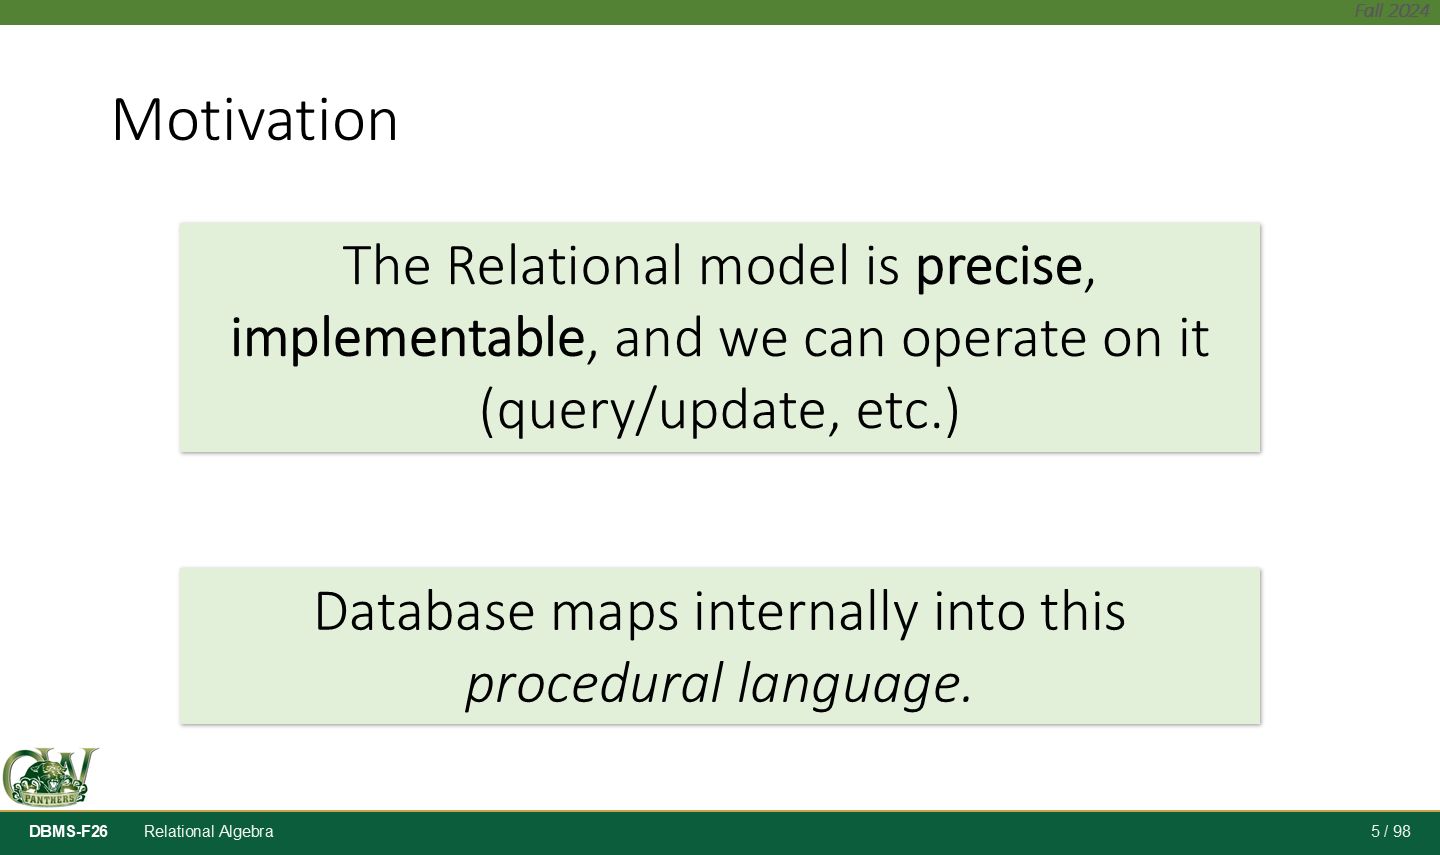 Fall 2024
Motivation
The Relational model is precise,
implementable, and we can operate on it
(query/update, etc.)
Database maps internally into this
procedural language.
OW
PANTHERS
DBMS-F26 Relational Algebra 5 / 98